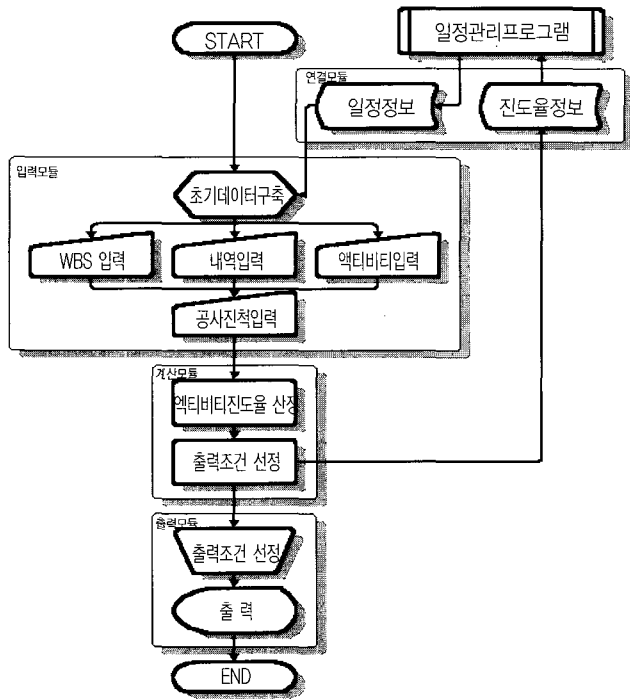 START
일정관리프로그램
연결모듈
일정정보
진도율정보
입력모듈
초기데이터구축
WBS 입력
내역입력
액티비티입력
공사진척입력
계산모듈
엑티비티진도율 산정
출력조건 선정
출력모듈
출력조건 선정
출 력
END